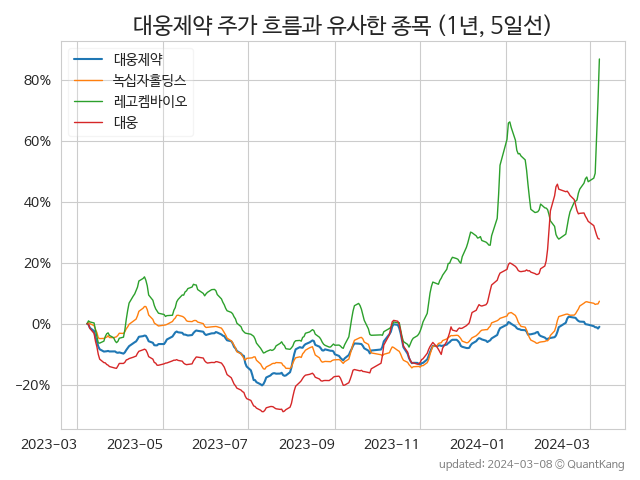 대웅제약 주가 흐름과 유사한 종목 (1년, 5일선)
대웅제약
녹십자홀딩스
레고켐바이오
대웅
80%
60%
40%
20%
0%
−20%
2023−03 2023−05 2023−07 2023−09 2023−11 2024−01 2024−03
updated: 2024-03-08 © QuantKang